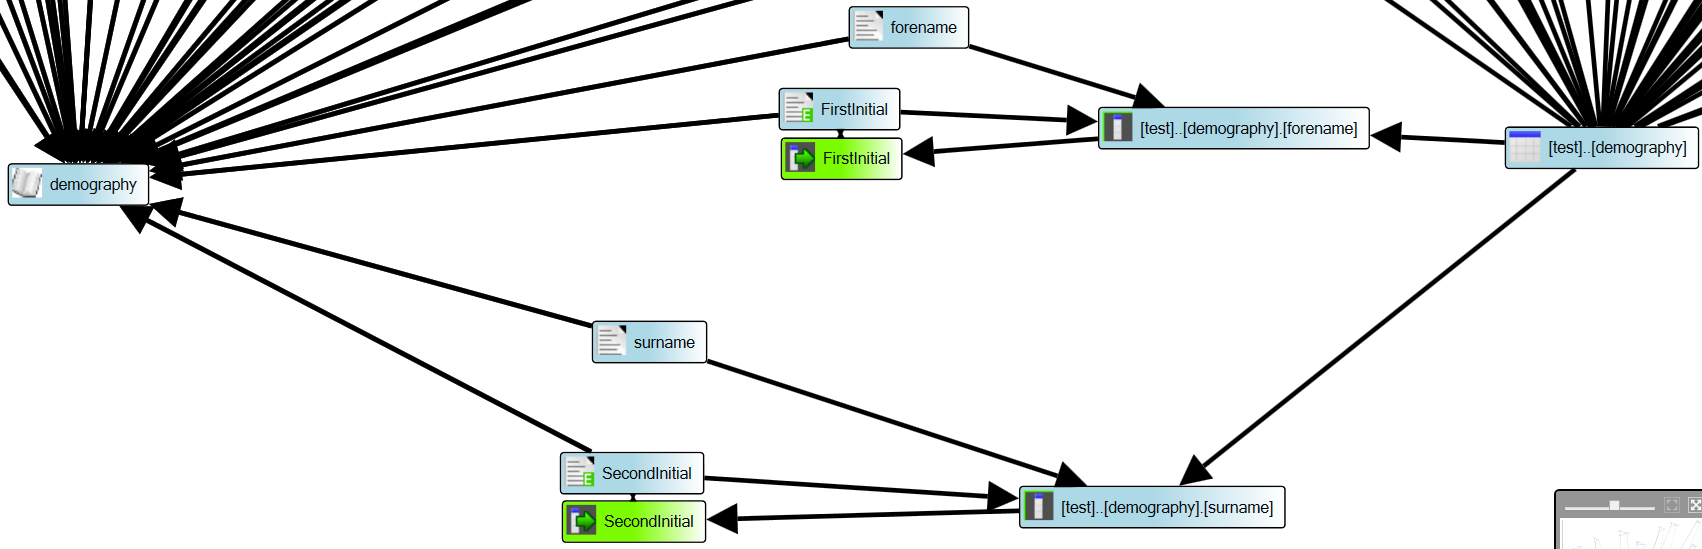 forename
FirstInitial
[test]..[demography].[forename]
[test]..[demography]
FirstInitial
demography
surname
SecondInitial
[test]..[demography].[surname]
SecondInitial